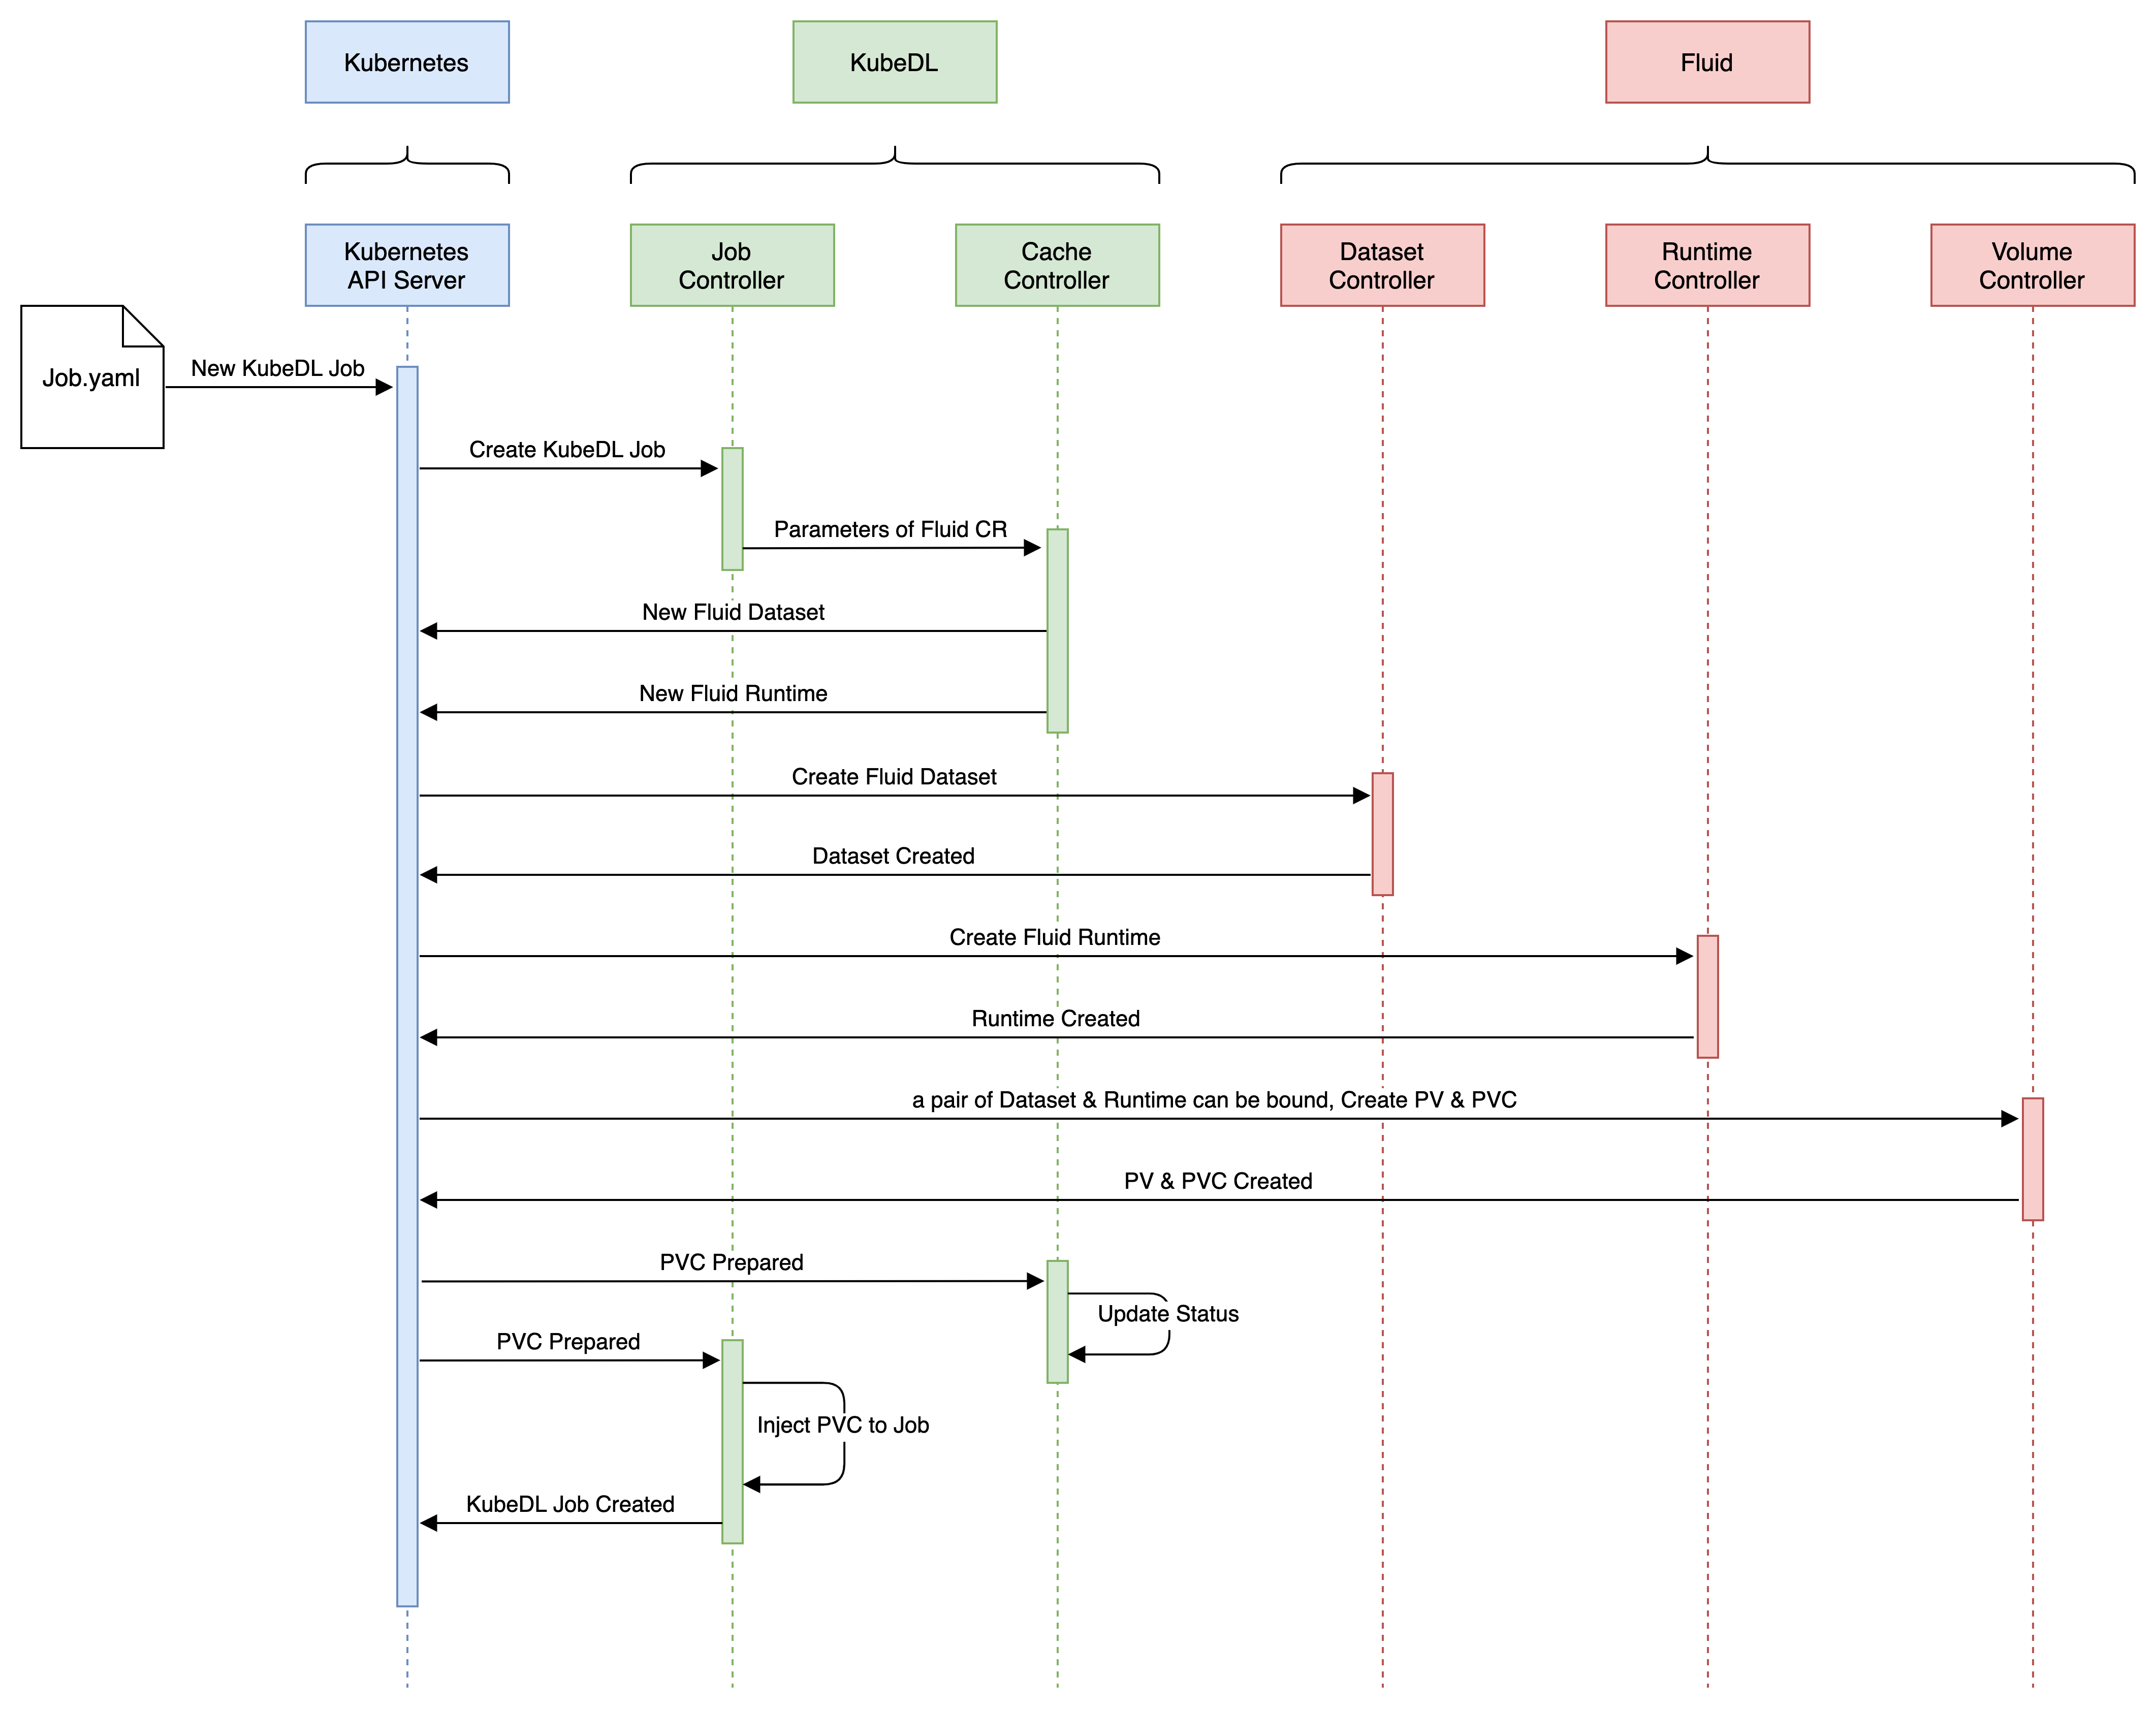 Kubernetes
KubeDL
Fluid
Kubernetes
API Server
Job
Controller
Cache
Controller
Dataset
Controller
Runtime
Controller
Volume
Controller
Job.yaml
New KubeDL Job
Create KubeDL Job
Parameters of Fluid CR
New Fluid Dataset
New Fluid Runtime
Create Fluid Dataset
Dataset Created
Create Fluid Runtime
Runtime Created
a pair of Dataset & Runtime can be bound, Create PV & PVC
PV & PVC Created
PVC Prepared
Update Status
PVC Prepared
Inject PVC to Job
KubeDL Job Created